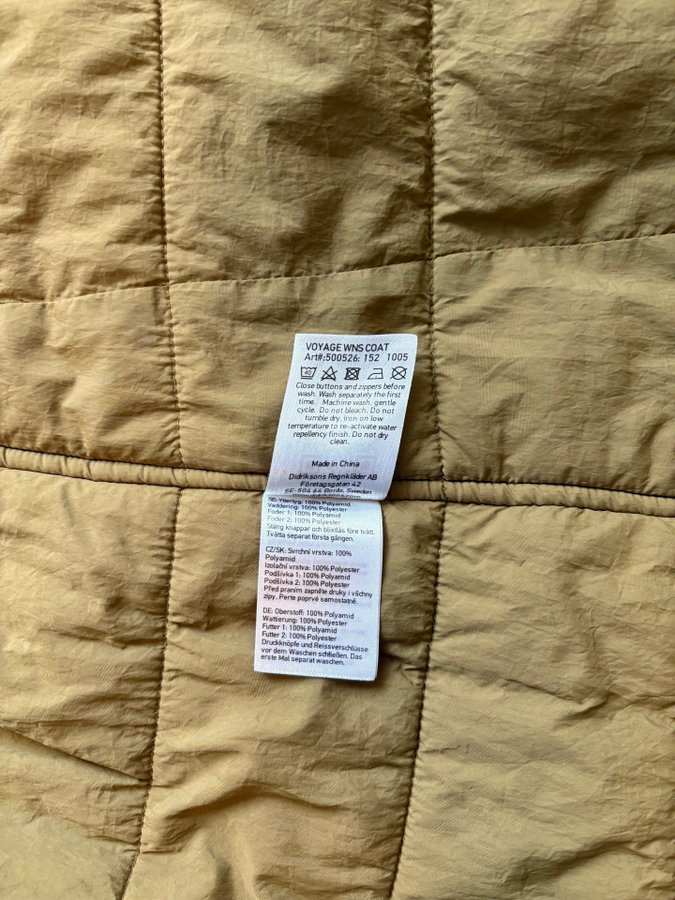 VOYAGE WNS COAT
Art#:500526: 152 1005
40
Close buttons and zippers before
wash. Wash separately the first
time. Machine wash, gentle
cycle. Do not bleach. Do not
tumble dry. Iron on low
temperature to re-activate water
repellency finish. Do not dry
clean.
Made in China
Didriksons Regnkläder AB
Företagsgatan 42
SE-504 64 Borås, Sweden
SE: Yttertyg: 100% Polyamid
Vaddering: 100% Polyester
Foder 1: 100% Polyamid
Foder 2: 100% Polyester
Stäng knappar och blixtlås före tvätt.
Tvätta separat första gången.
CZ/SK: Svrchní vrstva: 100%
Polyamid
Izolační vrstva: 100% Polyester
Podšívka 1: 100% Polyamid
Podšívka 2: 100% Polyester
Před praním zapněte druky i všechny
zipy. Perte poprvé samostatně.
DE: Oberstoff: 100% Polyamid
Wattierung: 100% Polyester
Futter 1: 100% Polyamid
Futter 2: 100% Polyester
Druckknöpfe und Reissverschlüsse
vor dem Waschen schließen. Das
erste Mal separat waschen.